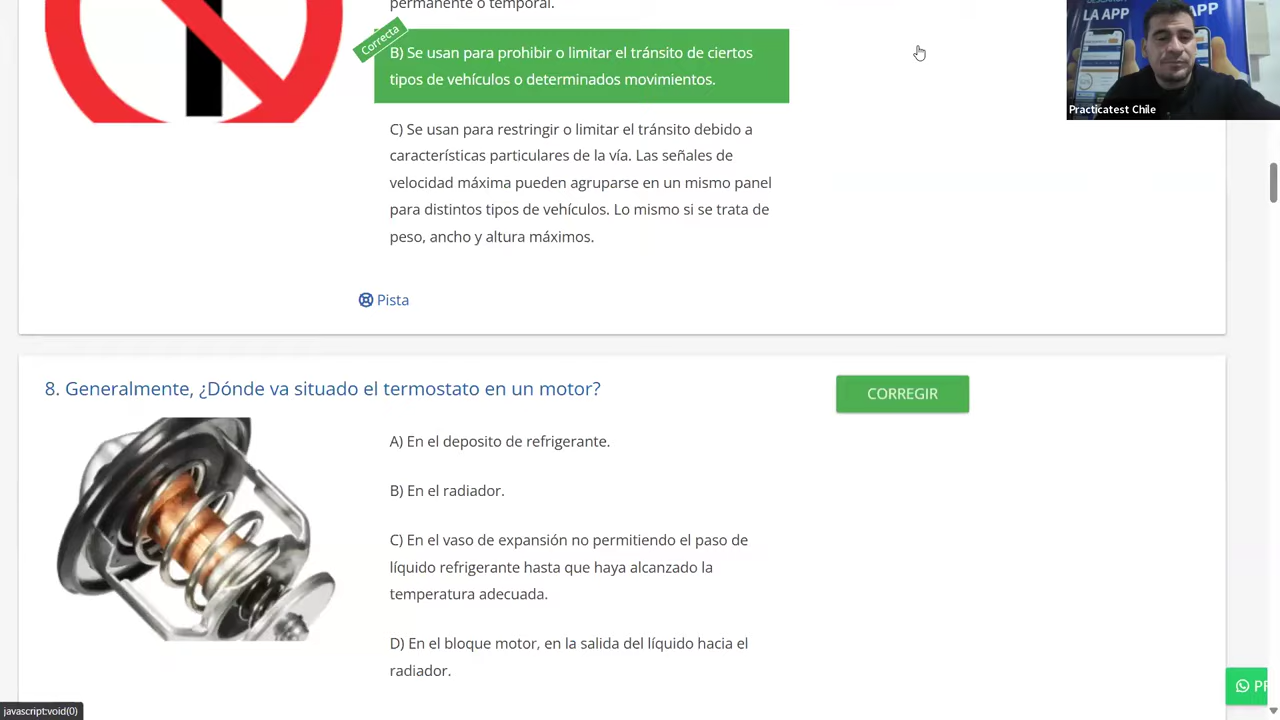 permanente o temporal.
Correcta
B) Se usan para prohibir o limitar el tránsito de ciertos
tipos de vehículos o determinados movimientos.
C) Se usan para restringir o limitar el tránsito debido a
características particulares de la vía. Las señales de
velocidad máxima pueden agruparse en un mismo panel
para distintos tipos de vehículos. Lo mismo si se trata de
peso, ancho y altura máximos.
Pista
LA APP
PP
Practicatest Chile
8. Generalmente, ¿Dónde va situado el termostato en un motor?
CORREGIR
A) En el deposito de refrigerante.
B) En el radiador.
C) En el vaso de expansión no permitiendo el paso de
líquido refrigerante hasta que haya alcanzado la
temperatura adecuada.
D) En el bloque motor, en la salida del líquido hacia el
radiador.
javascript:void(0)